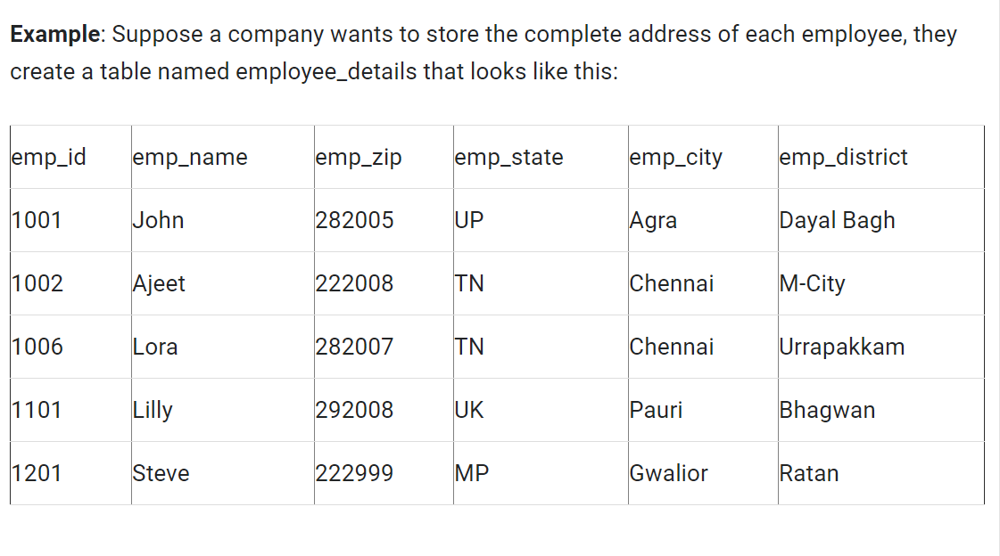 Example: Suppose a company wants to store the complete address of each employee, they
create a table named employee_details that looks like this:
emp_id emp_name emp_zip emp_state emp_city emp_district
1001 John 282005 UP Agra Dayal Bagh
1002 Ajeet 222008 TN Chennai M-City
1006 Lora 282007 TN Chennai Urrapakkam
1101 Lilly 292008 UK Pauri Bhagwan
1201 Steve 222999 MP Gwalior Ratan